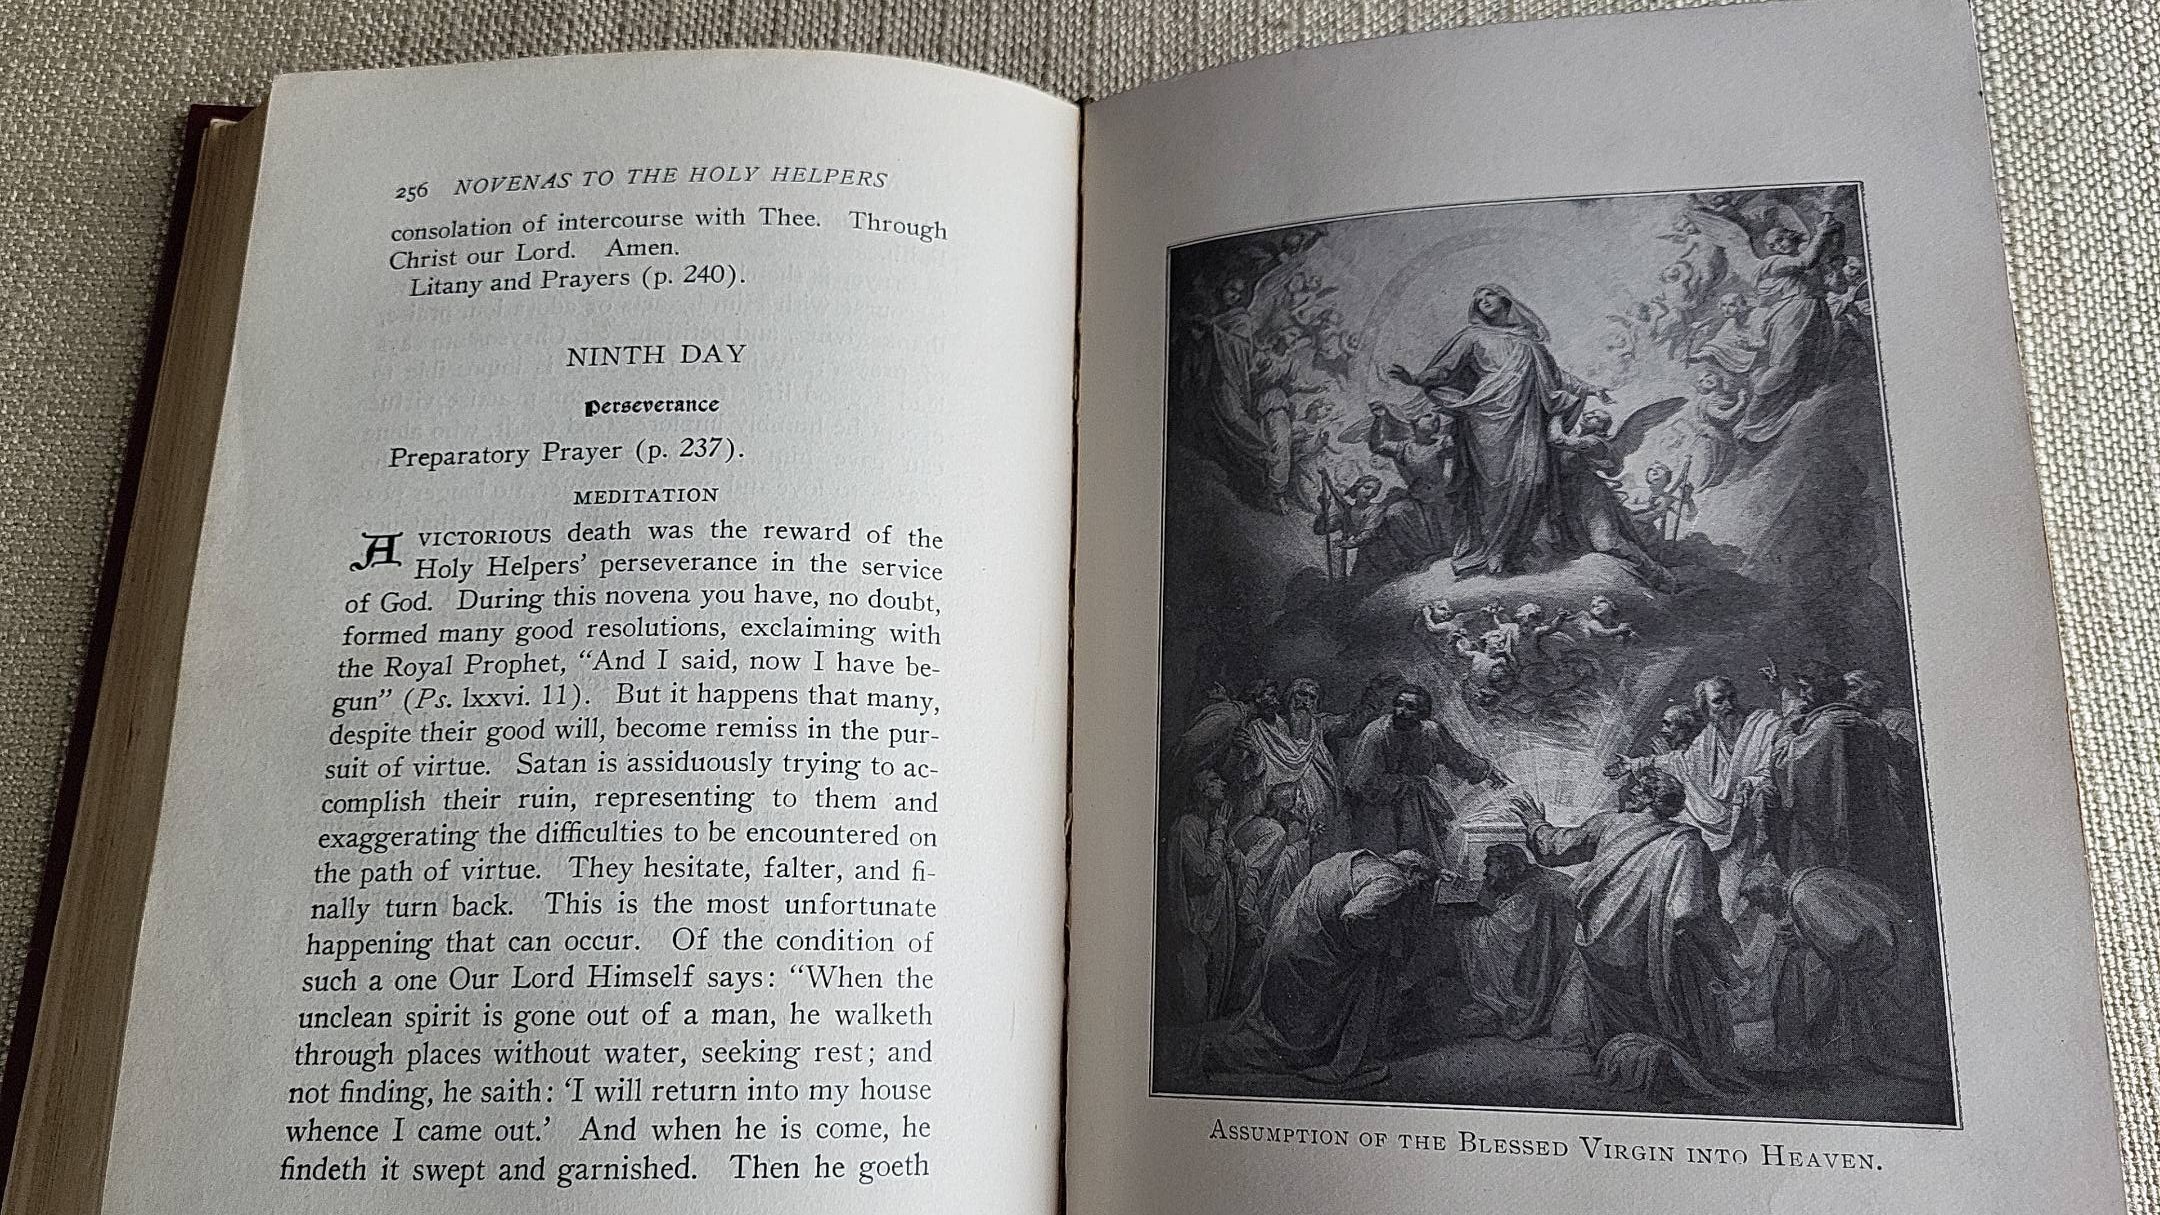 256 NOVENAS TO THE HOLY HELPERS
consolation of intercourse with Thee. Through
Christ our Lord. Amen.
Litany and Prayers (p. 240).
NINTH DAY
Perseverance
Preparatory Prayer (p. 237).
MEDITATION
A VICTORIOUS death was the reward of the
Holy Helpers’ perseverance in the service
of God. During this novena you have, no doubt,
formed many good resolutions, exclaiming with
the Royal Prophet, “And I said, now I have be-
gun” (Ps. lxxvi. 11). But it happens that many,
despite their good will, become remiss in the pur-
suit of virtue. Satan is assiduously trying to ac-
complish their ruin, representing to them and
exaggerating the difficulties to be encountered on
the path of virtue. They hesitate, falter, and fi-
nally turn back. This is the most unfortunate
happening that can occur. Of the condition of
such a one Our Lord Himself says: “When the
unclean spirit is gone out of a man, he walketh
through places without water, seeking rest; and
not finding, he saith: ‘I will return into my house
whence I came out.’ And when he is come, he
findeth it swept and garnished. Then he goeth
ASSUMPTION OF THE BLESSED VIRGIN INTO HEAVEN.